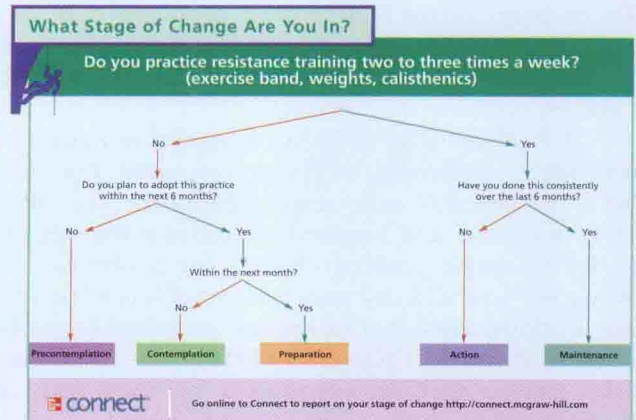 What Stage of Change Are You In?
Do you practice resistance training two to three times a week?
(exercise band, weights, calisthenics)
No
Yes
Do you plan to adopt this practice
within the next 6 months?
Have you done this consistently
over the last 6 months?
No
Yes
No
Yes
Within the next month?
No
Yes
Precontemplation
Contemplation
Preparation
Action
Maintenance
connect
Go online to Connect to report on your stage of change http://connect.mcgraw-hill.com